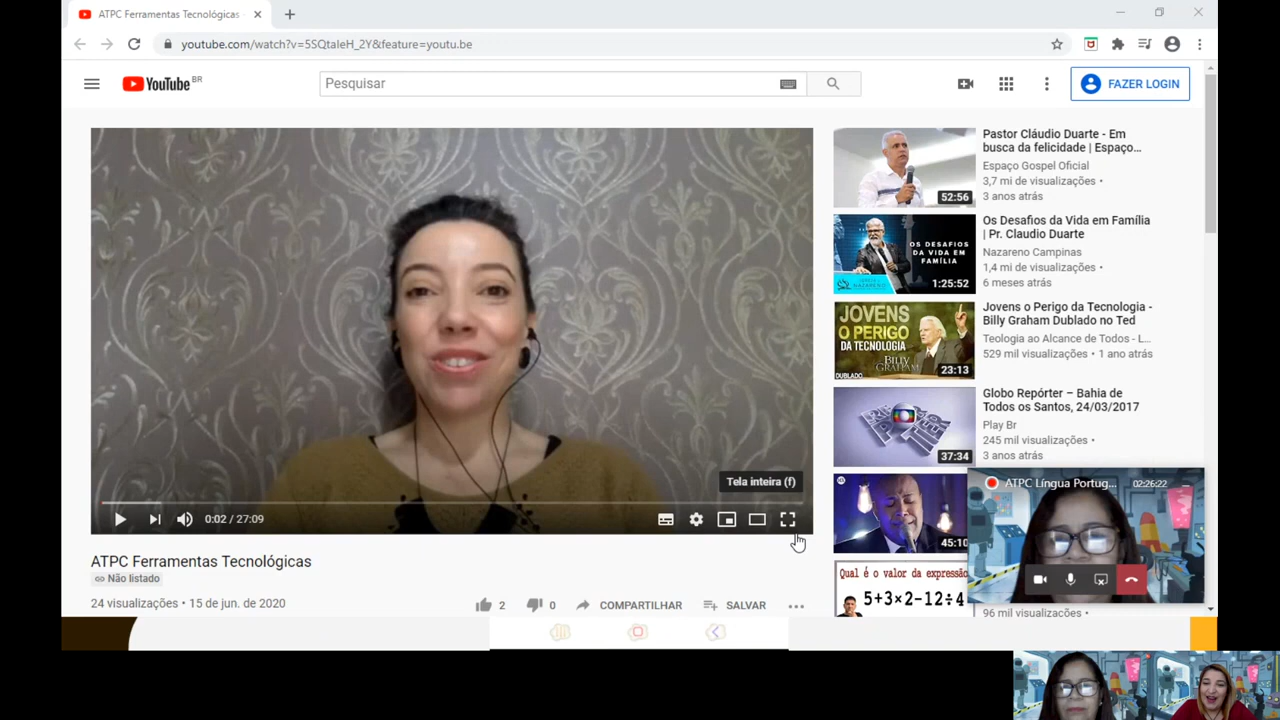 ATPC Ferramentas Tecnológicas -
youtube.com/watch?v=5SQtaIeH_2Y&feature=youtu.be
YouTube BR
Pesquisar
FAZER LOGIN
Tela inteira (f)
0:02 / 27:09
ATPC Ferramentas Tecnológicas
Não listado
24 visualizações • 15 de jun. de 2020
2
0
COMPARTILHAR
SALVAR
52:56
Pastor Cláudio Duarte - Em
busca da felicidade | Espaço...
Espaço Gospel Oficial
3,7 mi de visualizações •
3 anos atrás
OS DESAFIOS
DA VIDA EM
FAMÍLIA
1:25:52
Os Desafios da Vida em Família
| Pr. Claudio Duarte
Nazareno Campinas
1,4 mi de visualizações •
6 meses atrás
JOVENS
O PERIGO
DA TECNOLOGIA
BILLY
GRAHAM
DUBLADO
23:13
Jovens o Perigo da Tecnologia -
Billy Graham Dublado no Ted
Teologia ao Alcance de Todos - L...
529 mil visualizações • 1 ano atrás
37:34
Globo Repórter – Bahia de
Todos os Santos, 24/03/2017
Play Br
245 mil visualizações •
3 anos atrás
45:10
ATPC Língua Portug...
02:26:22
Qual é o valor da expressão
5+3×2-12÷4
96 mil visualizações